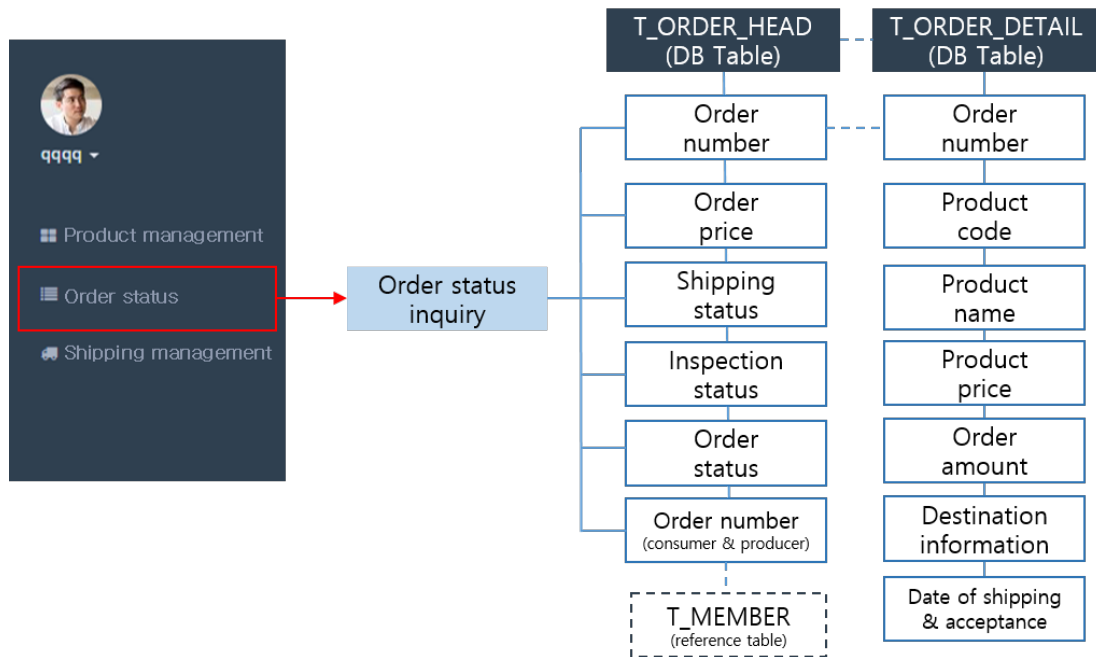 qqqq
Product management
Order status
Shipping management
Order status
inquiry
T_ORDER_HEAD
(DB Table)
Order
number
Order
price
Shipping
status
Inspection
status
Order
status
Order number
(consumer & producer)
T_MEMBER
(reference table)
T_ORDER_DETAIL
(DB Table)
Order
number
Product
code
Product
name
Product
price
Order
amount
Destination
information
Date of shipping
& acceptance